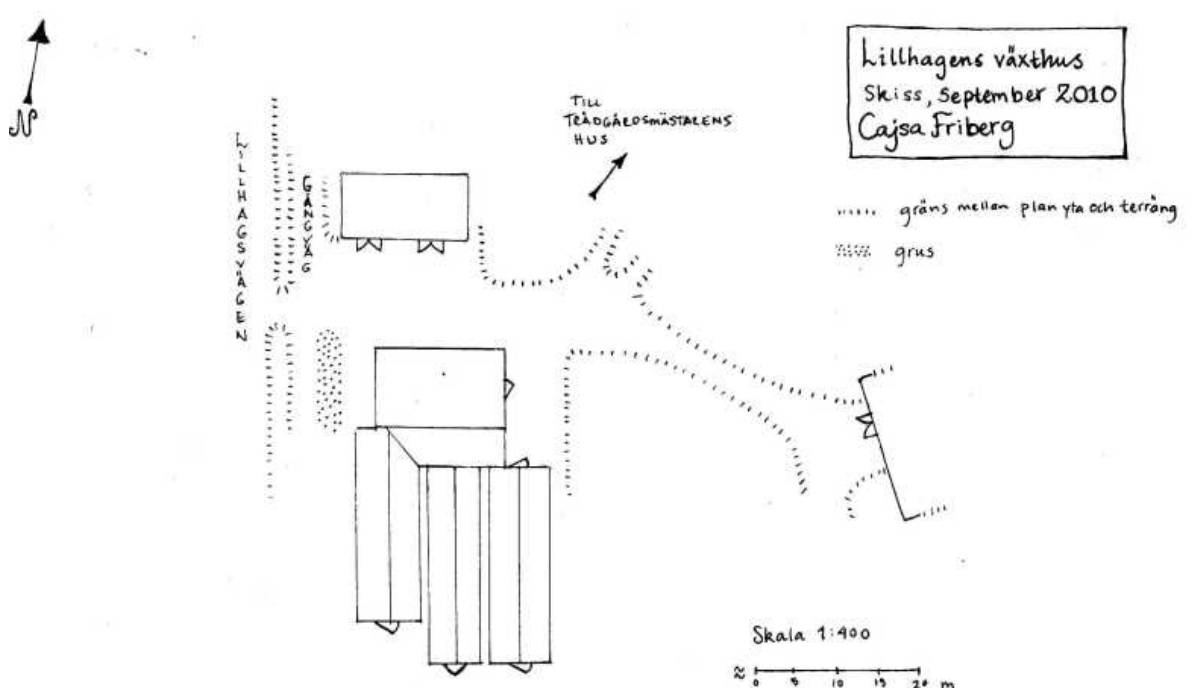 N
LILLHAGSVÄGEN
GÅNGVÄG
TILL
TRÄDGÅRDSMÄSTARENS
HUS
Lillhagens växthus
Skiss, september 2010
Cajsa Friberg
gräns mellan plan yta och terräng
grus
Skala 1:400
≈ 0 5 10 15 20 m